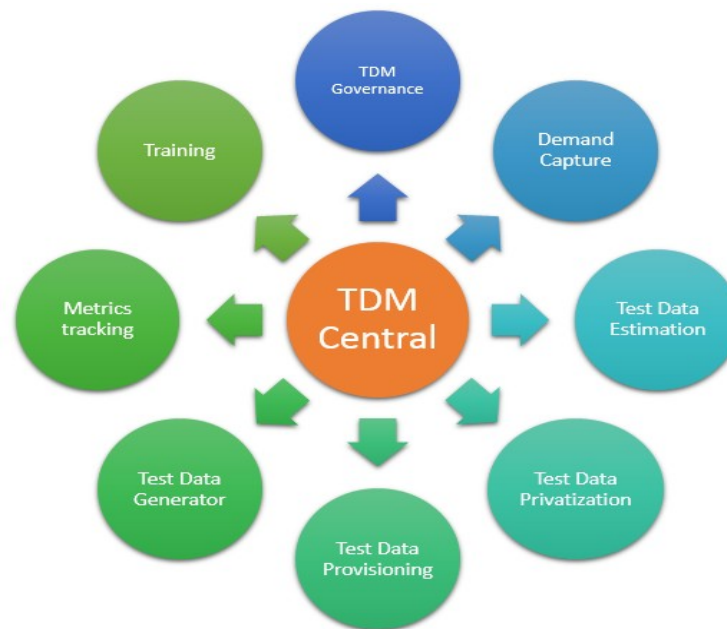 TDM
Governance
Demand
Capture
Test Data
Estimation
Test Data
Privatization
Test Data
Provisioning
Test Data
Generator
Metrics
tracking
Training
TDM
Central